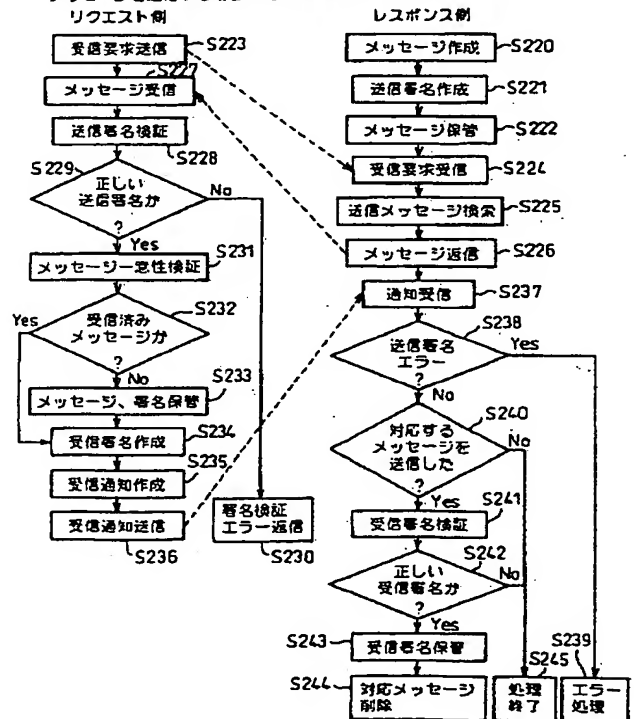 リクエスト側
受信要求送信
S223
S227
メッセージ受信
送信署名検証
S228
S229
正しい
送信署名か
?
No
Yes
メッセージ一意性検証
S231
S232
受信済み
メッセージか
?
Yes
No
S233
メッセージ、署名保管
受信署名作成
S234
S235
受信通知作成
受信通知送信
S236
署名検証
エラー返信
S230
レスポンス側
メッセージ作成
S220
送信署名作成
S221
メッセージ保管
S222
受信要求受信
S224
送信メッセージ検索
S225
メッセージ返信
S226
通知受信
S237
S238
送信署名
エラー
?
Yes
No
S240
対応する
メッセージを
送信した
?
No
Yes
S241
受信署名検証
S242
正しい
受信署名か
?
No
Yes
S243
受信署名保管
S244
対応メッセージ
削除
S245
処理
終了
S239
エラー
処理